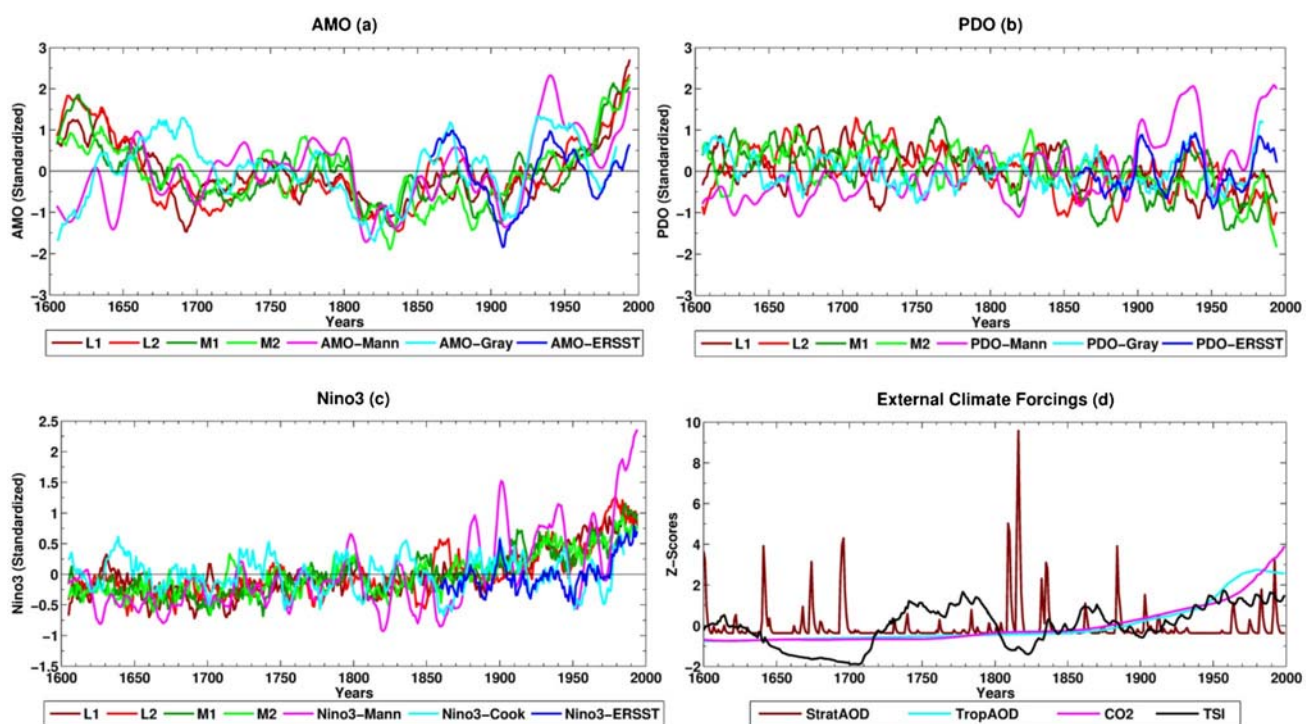 AMO (a)
3
2
1
0
−1
−2
−3
AMO (Standardized)
1600 1650 1700 1750 1800 1850 1900 1950 2000
Years
L1 L2 M1 M2 AMO−Mann AMO−Gray AMO−ERSST
PDO (b)
3
2
1
0
−1
−2
−3
PDO (Standardized)
1600 1650 1700 1750 1800 1850 1900 1950 2000
Years
L1 L2 M1 M2 PDO−Mann PDO−Gray PDO−ERSST
Nino3 (c)
2.5
2
1.5
1
0.5
0
−0.5
−1
−1.5
Nino3 (Standardized)
1600 1650 1700 1750 1800 1850 1900 1950 2000
Years
L1 L2 M1 M2 Nino3−Mann Nino3−Cook Nino3−ERSST
External Climate Forcings (d)
10
8
6
4
2
0
−2
Z−Scores
1600 1650 1700 1750 1800 1850 1900 1950 2000
Years
StratAOD TropAOD CO2 TSI